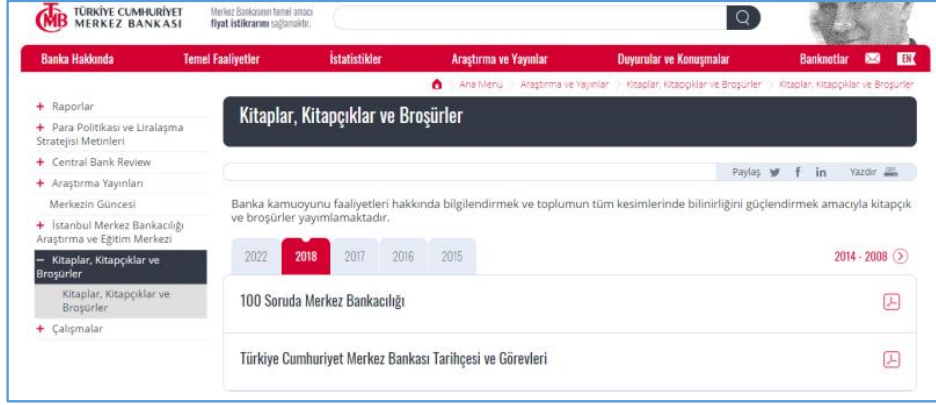 TÜRKİYE CUMHURİYET
MERKEZ BANKASI
Merkez Bankasının temel amacı
fiyat istikrarını sağlamaktır.
Banka Hakkında Temel Faaliyetler İstatistikler Araştırma ve Yayınlar Duyurular ve Konuşmalar Banknotlar EN
Ana Menü Araştırma ve Yayınlar Kitaplar, Kitapçıklar ve Broşürler Kitaplar, Kitapçıklar ve Broşürler
+ Raporlar
+ Para Politikası ve Liralaşma
Stratejisi Metinleri
+ Central Bank Review
+ Araştırma Yayınları
Merkezin Güncesi
+ İstanbul Merkez Bankacılığı
Araştırma ve Eğitim Merkezi
− Kitaplar, Kitapçıklar ve
Broşürler
Kitaplar, Kitapçıklar ve
Broşürler
+ Çalışmalar
Kitaplar, Kitapçıklar ve Broşürler
Paylaş f in Yazdır
Banka kamuoyunu faaliyetleri hakkında bilgilendirmek ve toplumun tüm kesimlerinde bilinirliğini güçlendirmek amacıyla kitapçık
ve broşürler yayımlamaktadır.
2022 2018 2017 2016 2015 2014 - 2008
100 Soruda Merkez Bankacılığı
Türkiye Cumhuriyet Merkez Bankası Tarihçesi ve Görevleri